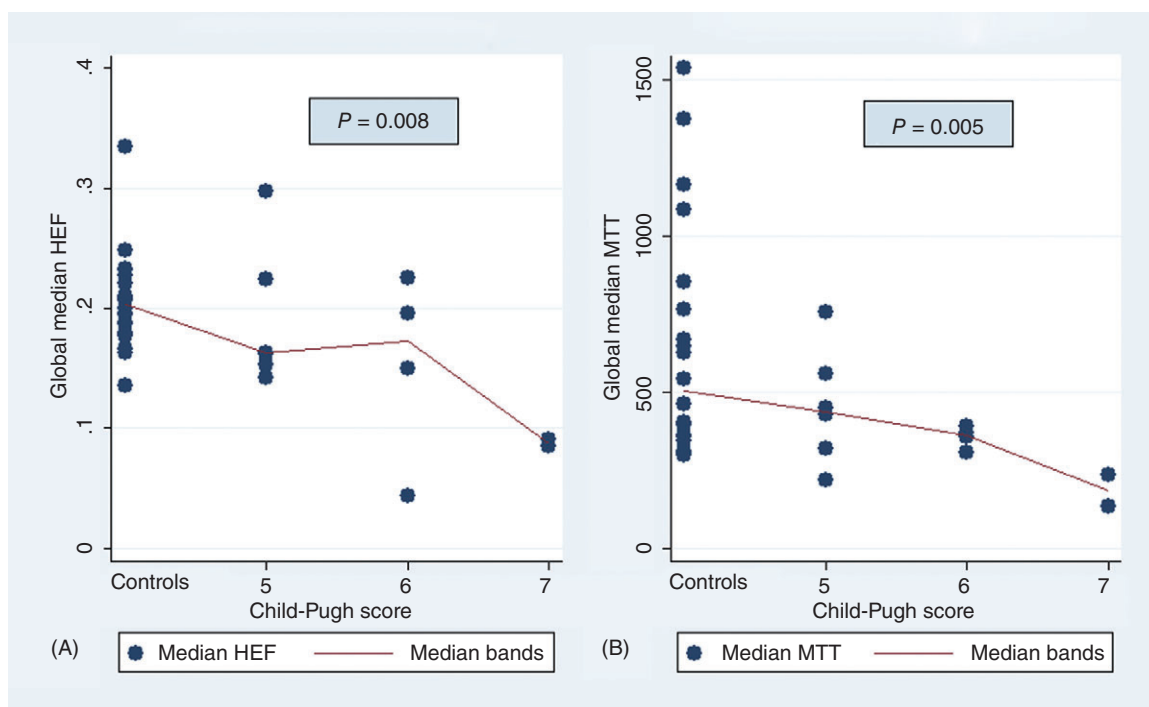 .4
.3
.2
.1
0
Global median HEF
P = 0.008
Controls 5 6 7
Child-Pugh score
(A) Median HEF Median bands
1500
1000
500
0
Global median MTT
P = 0.005
Controls 5 6 7
Child-Pugh score
(B) Median MTT Median bands